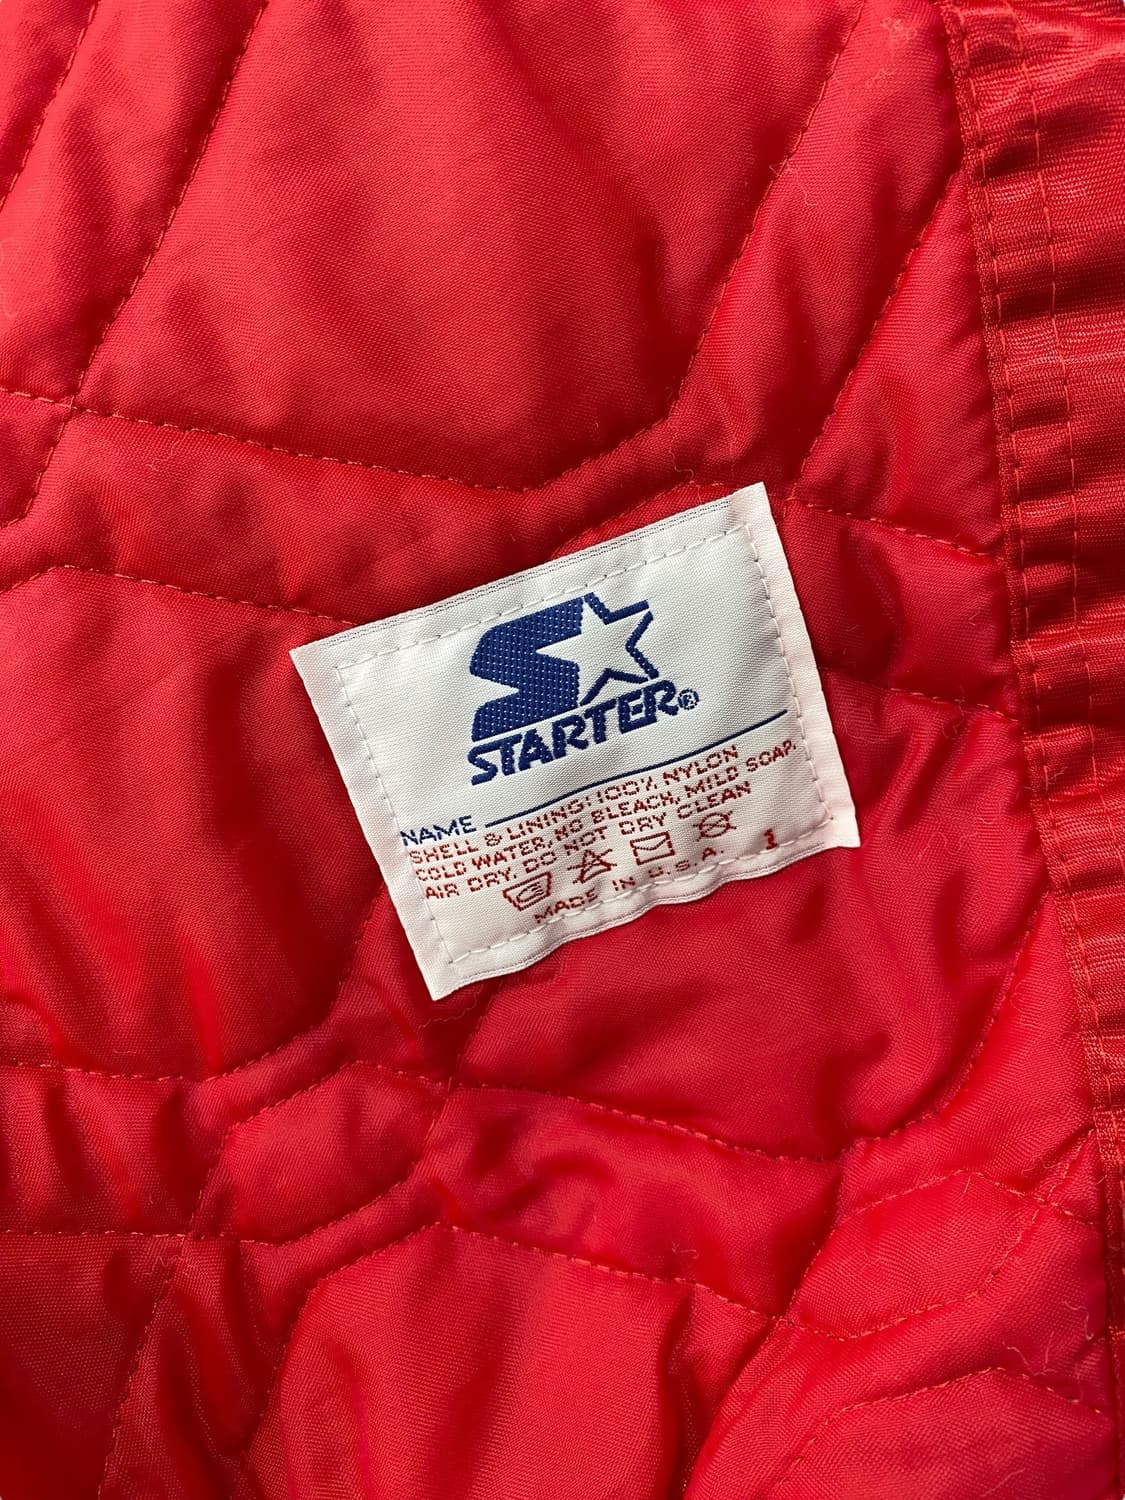 STARTER®
NAME
SHELL & LINING: 100% NYLON
COLD WATER, NO BLEACH, MILD SOAP.
AIR DRY. DO NOT DRY CLEAN
MADE IN U.S.A. 1